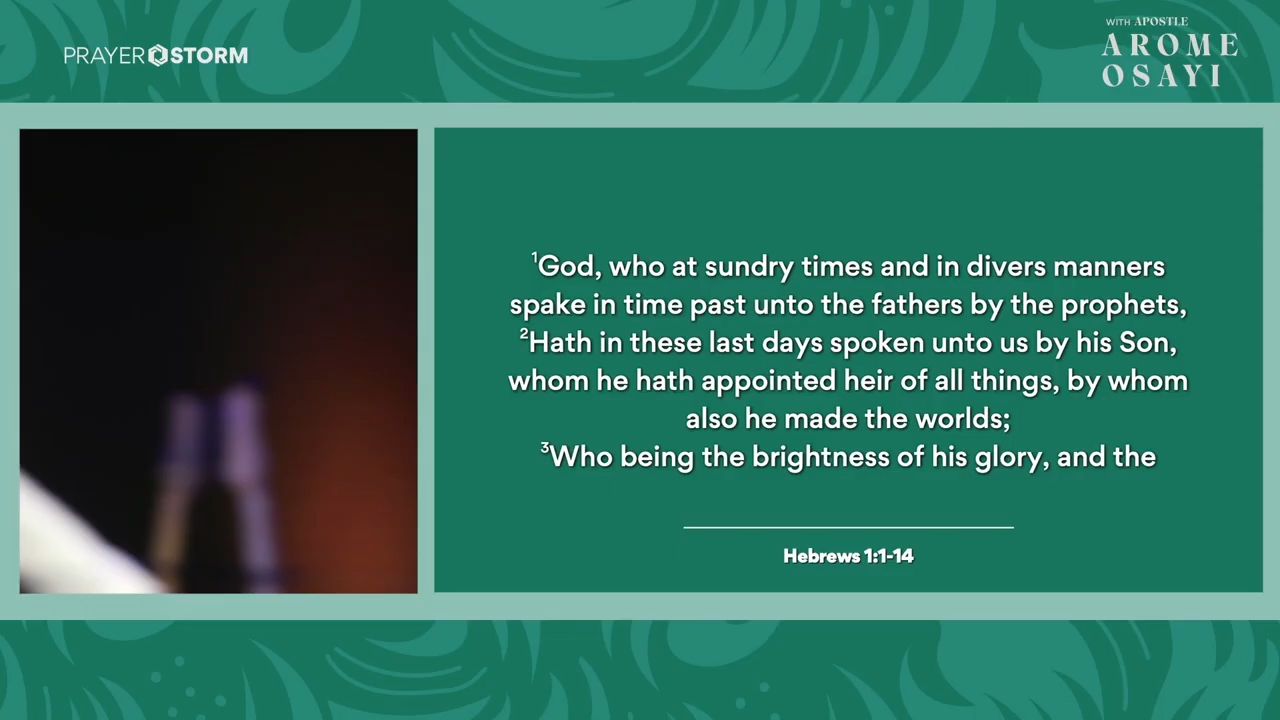 PRAYER STORM
WITH APOSTLE
AROME
OSAYI
¹God, who at sundry times and in divers manners
spake in time past unto the fathers by the prophets,
²Hath in these last days spoken unto us by his Son,
whom he hath appointed heir of all things, by whom
also he made the worlds;
³Who being the brightness of his glory, and the
Hebrews 1:1-14